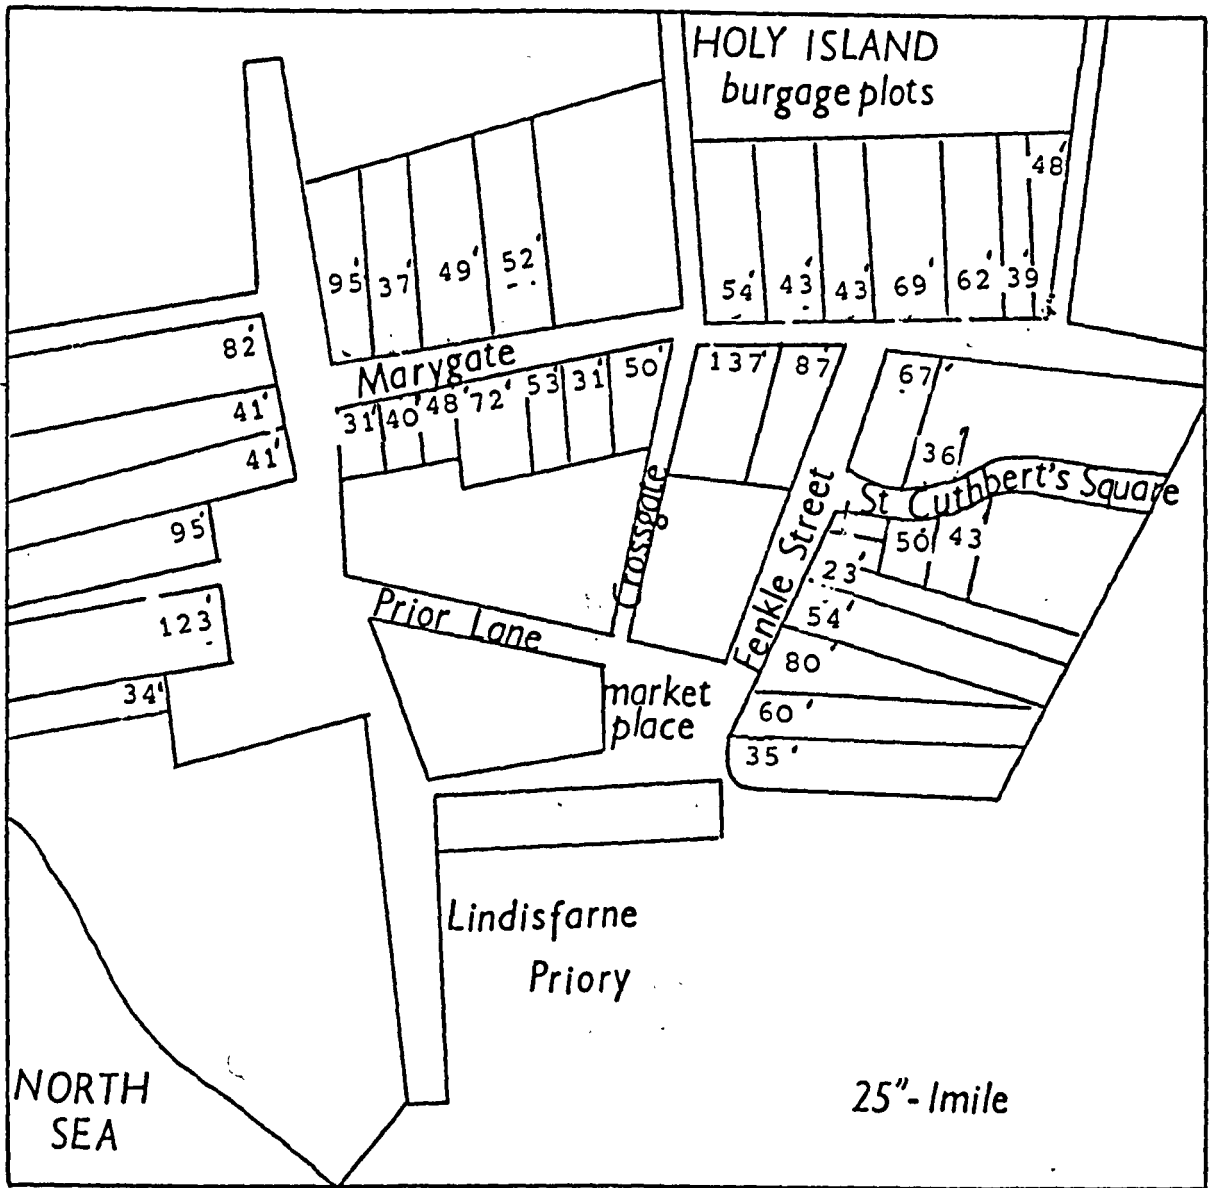 HOLY ISLAND
burgage plots
48'
95' 37' 49' 52'
54' 43' 43' 69' 62' 39'
82'
41'
41'
95'
123'
34'
Marygate
31' 40' 48' 72' 53' 31' 50'
137' 87'
67'
36'
St Cuthbert's Square
Crossgate
Fenkle Street
50' 43
23'
54'
80'
60'
35'
Prior Lane
market
place
Lindisfarne
Priory
NORTH
SEA
25"-1mile